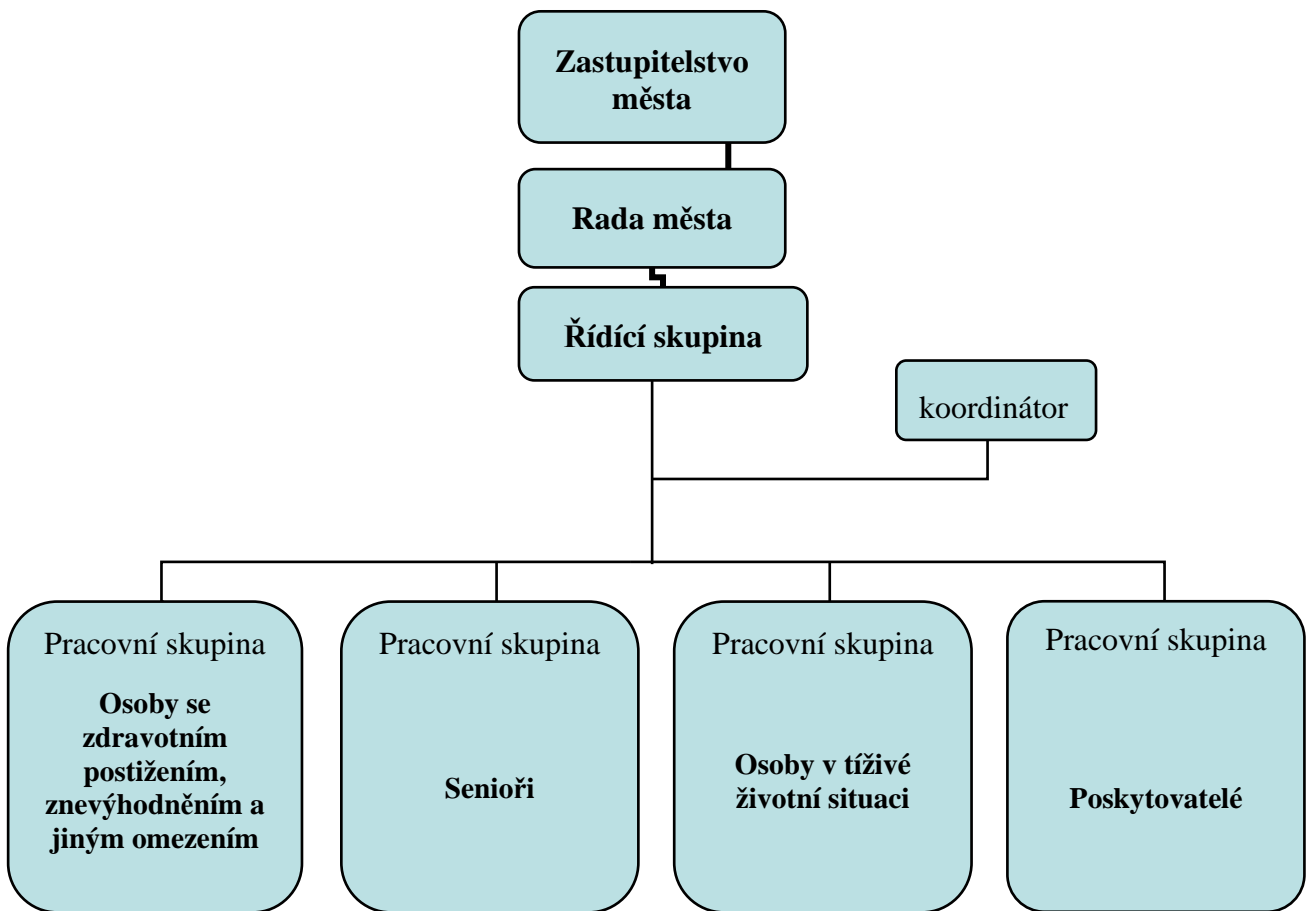 Zastupitelstvo
města
Rada města
Řídící skupina
koordinátor
Pracovní skupina
Osoby se
zdravotním
postižením,
znevýhodněním a
jiným omezením
Pracovní skupina
Senioři
Pracovní skupina
Osoby v tíživé
životní situaci
Pracovní skupina
Poskytovatelé